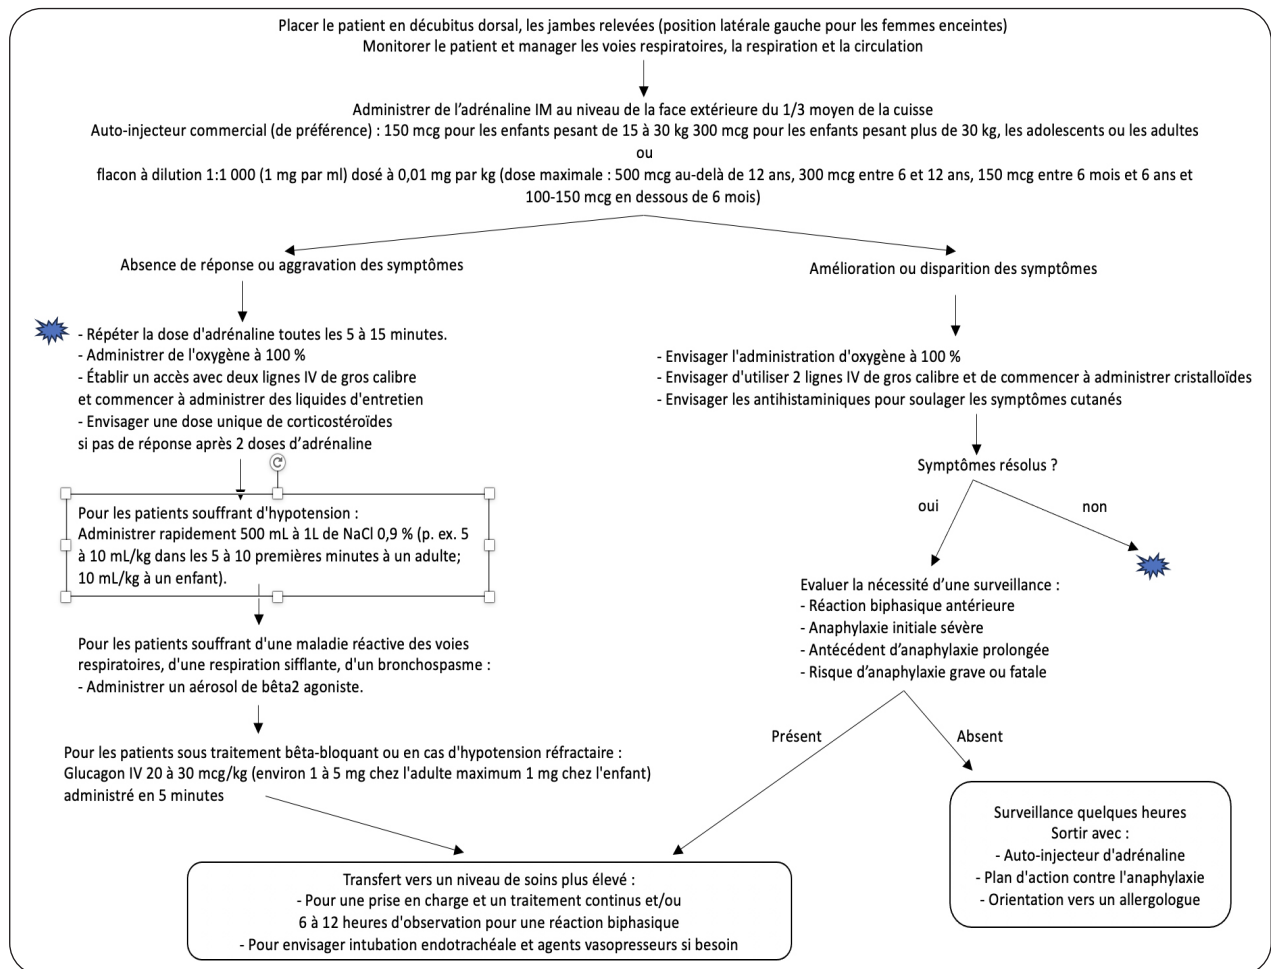 Placer le patient en décubitus dorsal, les jambes relevées (position latérale gauche pour les femmes enceintes)
Monitorer le patient et manager les voies respiratoires, la respiration et la circulation
Administrer de l’adrénaline IM au niveau de la face extérieure du 1/3 moyen de la cuisse
Auto-injecteur commercial (de préférence) : 150 mcg pour les enfants pesant de 15 à 30 kg 300 mcg pour les enfants pesant plus de 30 kg, les adolescents ou les adultes
ou
flacon à dilution 1:1 000 (1 mg par ml) dosé à 0,01 mg par kg (dose maximale : 500 mcg au-delà de 12 ans, 300 mcg entre 6 et 12 ans, 150 mcg entre 6 mois et 6 ans et
100-150 mcg en dessous de 6 mois)
Absence de réponse ou aggravation des symptômes
- Répéter la dose d'adrénaline toutes les 5 à 15 minutes.
- Administrer de l'oxygène à 100 %
- Établir un accès avec deux lignes IV de gros calibre
et commencer à administrer des liquides d'entretien
- Envisager une dose unique de corticostéroïdes
si pas de réponse après 2 doses d’adrénaline
Pour les patients souffrant d'hypotension :
Administrer rapidement 500 mL à 1L de NaCl 0,9 % (p. ex. 5
à 10 mL/kg dans les 5 à 10 premières minutes à un adulte;
10 mL/kg à un enfant).
Pour les patients souffrant d'une maladie réactive des voies
respiratoires, d'une respiration sifflante, d'un bronchospasme :
- Administrer un aérosol de bêta2 agoniste.
Pour les patients sous traitement bêta-bloquant ou en cas d'hypotension réfractaire :
Glucagon IV 20 à 30 mcg/kg (environ 1 à 5 mg chez l'adulte maximum 1 mg chez l'enfant)
administré en 5 minutes
Amélioration ou disparition des symptômes
- Envisager l'administration d'oxygène à 100 %
- Envisager d'utiliser 2 lignes IV de gros calibre et de commencer à administrer cristalloïdes
- Envisager les antihistaminiques pour soulager les symptômes cutanés
Symptômes résolus ?
oui
non
Evaluer la nécessité d’une surveillance :
- Réaction biphasique antérieure
- Anaphylaxie initiale sévère
- Antécédent d’anaphylaxie prolongée
- Risque d’anaphylaxie grave ou fatale
Présent
Absent
Surveillance quelques heures
Sortir avec :
- Auto-injecteur d'adrénaline
- Plan d'action contre l'anaphylaxie
- Orientation vers un allergologue
Transfert vers un niveau de soins plus élevé :
- Pour une prise en charge et un traitement continus et/ou
6 à 12 heures d'observation pour une réaction biphasique
- Pour envisager intubation endotrachéale et agents vasopresseurs si besoin